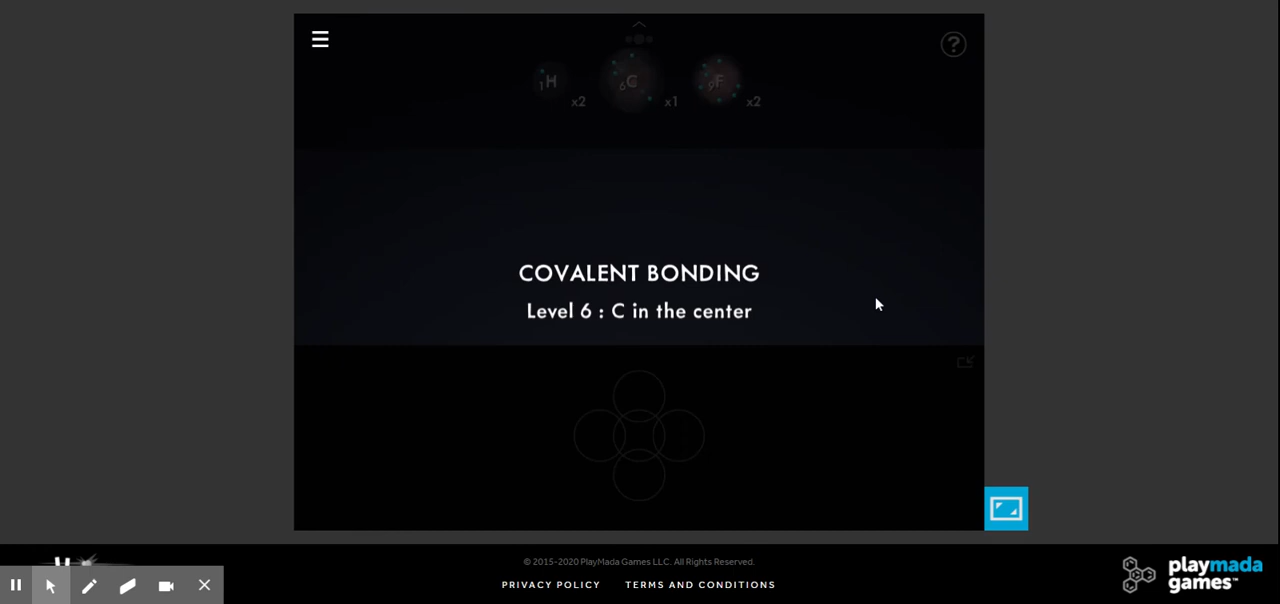 ?
1H x2 6C x1 9F x2
COVALENT BONDING
Level 6 : C in the center
© 2015-2020 PlayMada Games LLC. All Rights Reserved.
PRIVACY POLICY TERMS AND CONDITIONS
playmada
games™